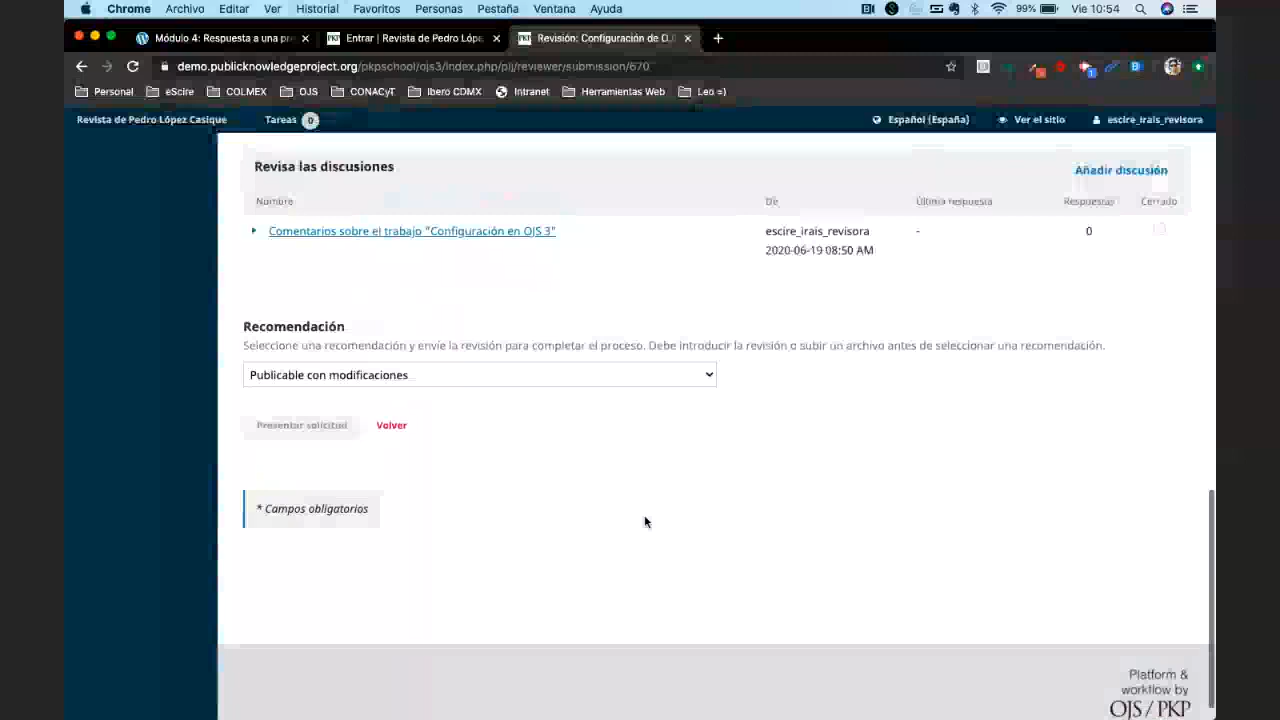 Chrome Archivo Editar Ver Historial Favoritos Personas Pestaña Ventana Ayuda 99% Vie 10:54
Módulo 4: Respuesta a una pre
Entrar | Revista de Pedro Lópe
Revisión: Configuración de OJS
demo.publicknowledgeproject.org/pkpschool/ojs3/index.php/plj/reviewer/submission/670
Personal eScire COLMEX OJS CONACyT Ibero CDMX Intranet Herramientas Web Leo =)
Revista de Pedro López Casique Tareas 0 Español (España) Ver el sitio escire_irais_revisora
Revisa las discusiones Añadir discusión
Nombre De Última respuesta Respuestas Cerrado
Comentarios sobre el trabajo "Configuración en OJS 3" escire_irais_revisora - 0
2020-06-19 08:50 AM
Recomendación
Seleccione una recomendación y envíe la revisión para completar el proceso. Debe introducir la revisión o subir un archivo antes de seleccionar una recomendación.
Publicable con modificaciones
Presentar solicitud Volver
* Campos obligatorios
Platform &
workflow by
OJS / PKP